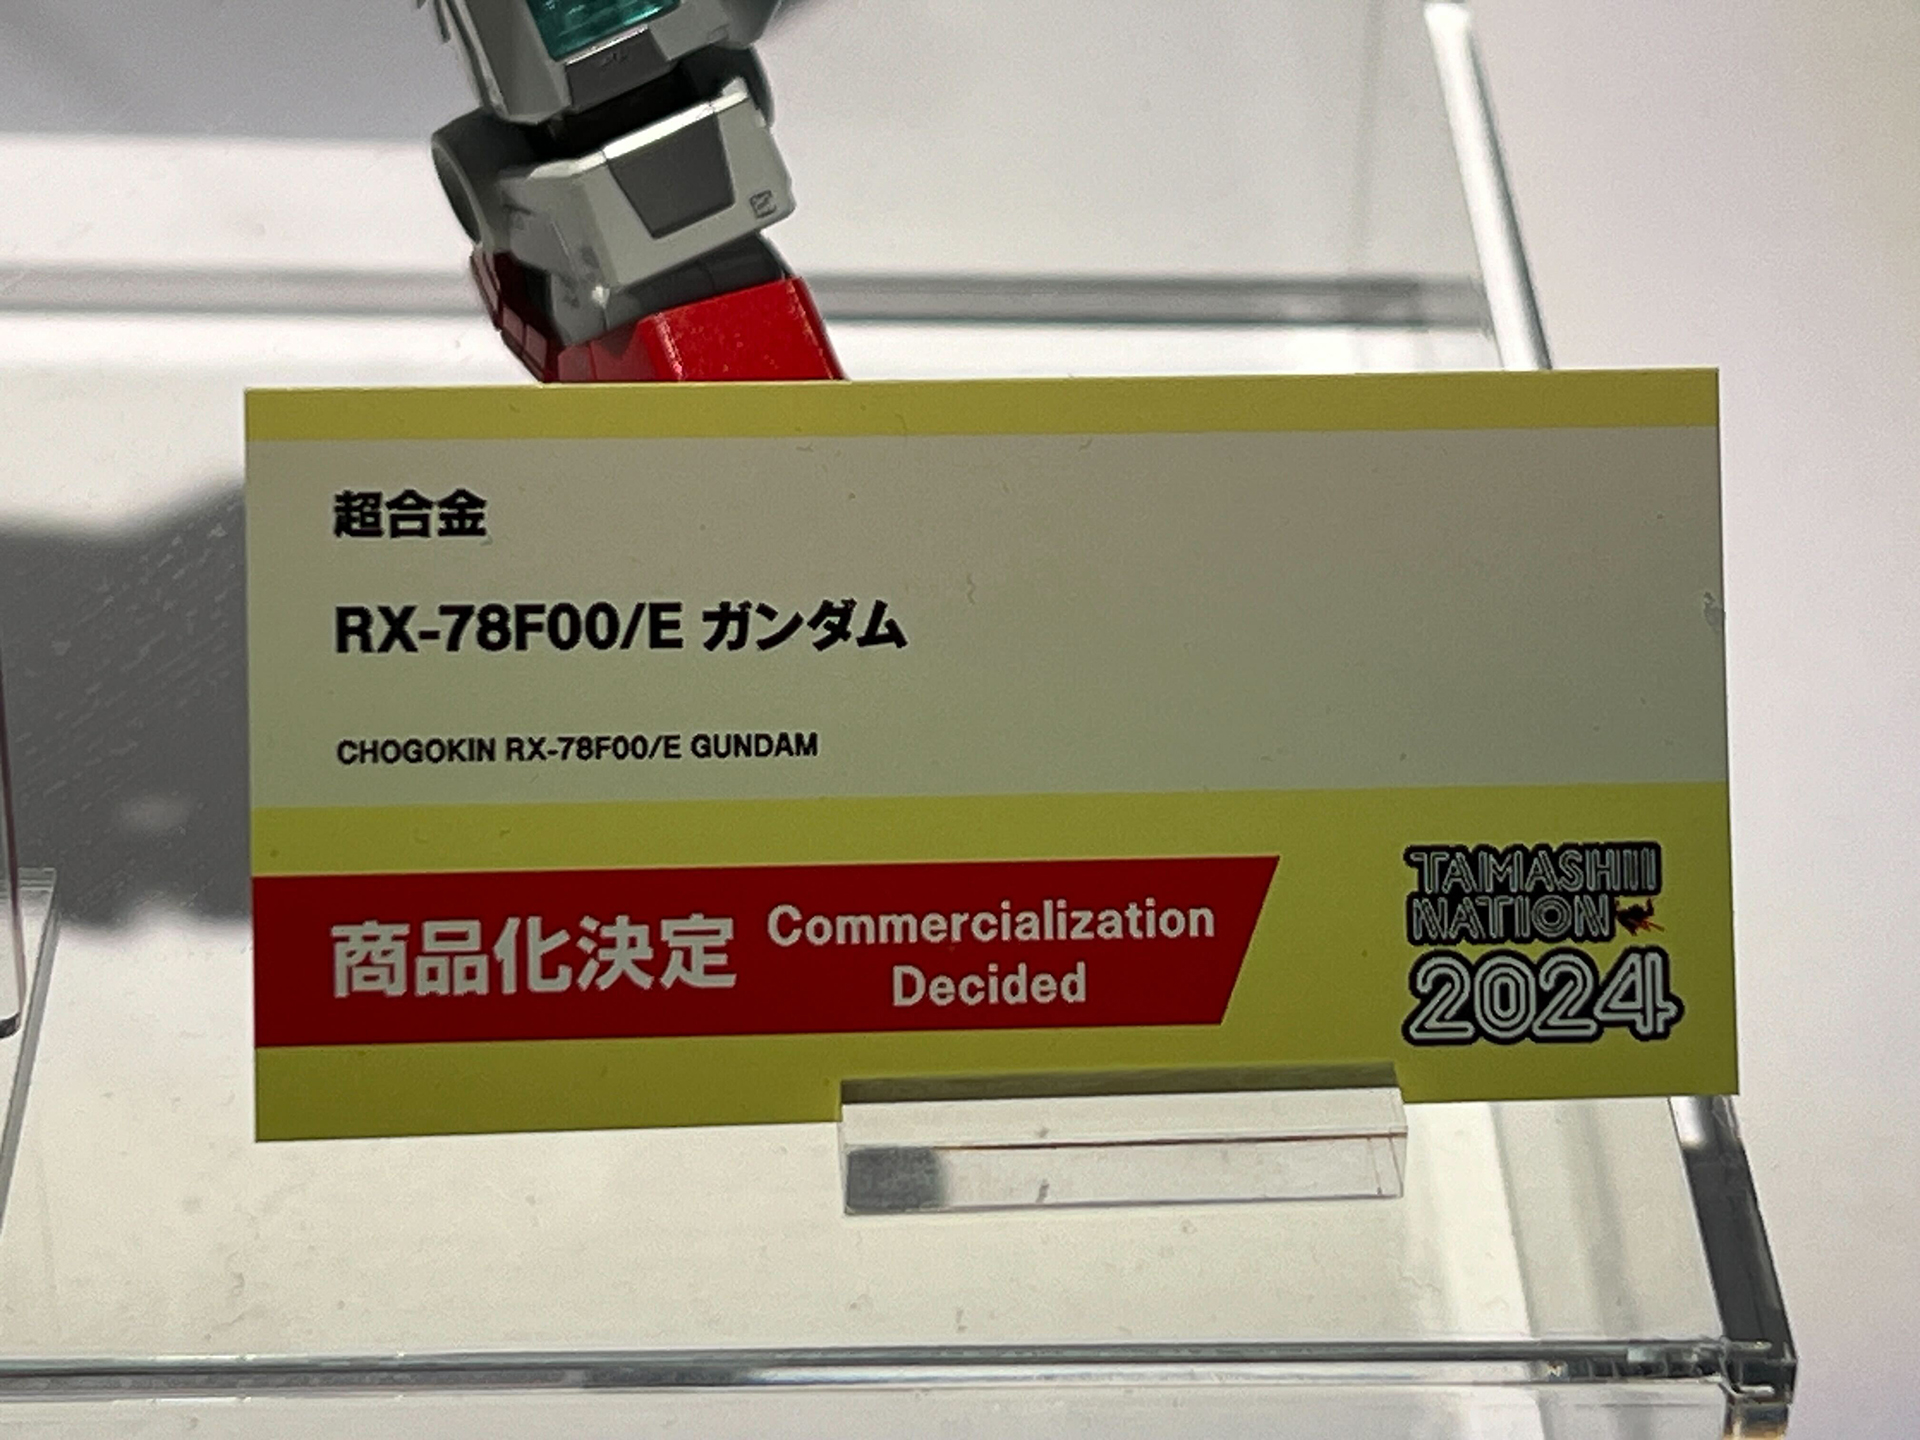 超合金
RX-78F00/E ガンダム
CHOGOKIN RX-78F00/E GUNDAM
商品化決定
Commercialization
Decided
TAMASHII
NATION
2024